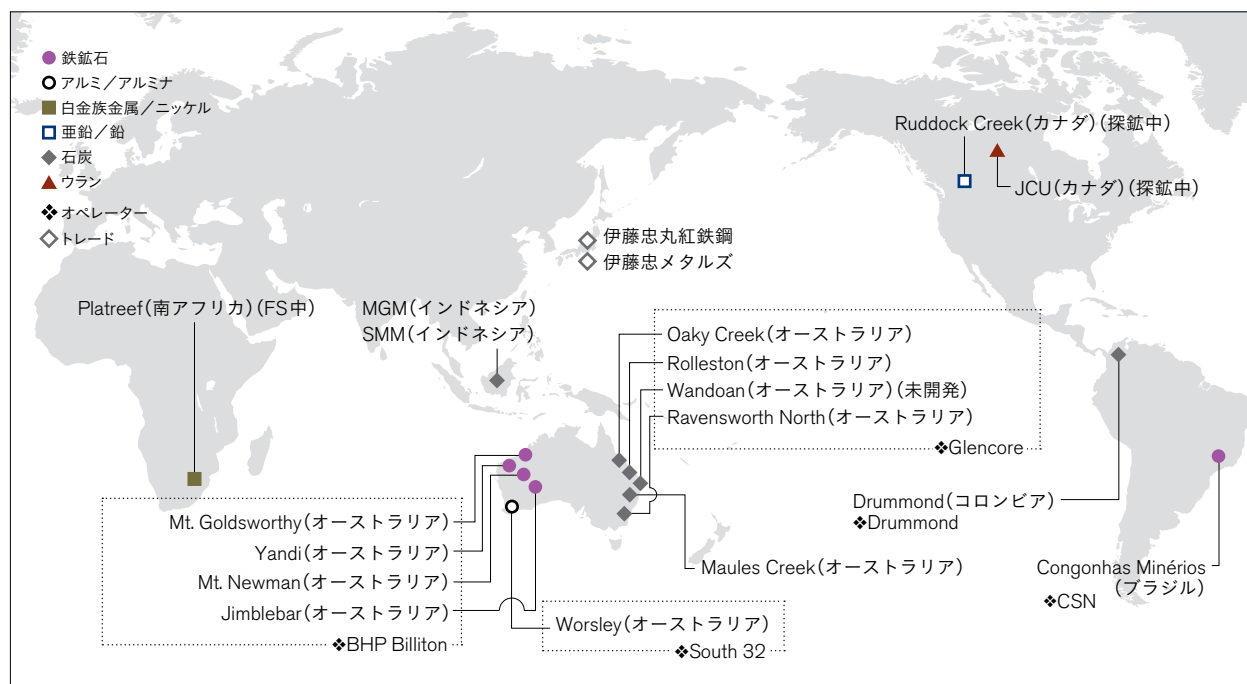 鉄鉱石
アルミ／アルミナ
白金族金属／ニッケル
亜鉛／鉛
石炭
ウラン
❖オペレーター
トレード
Ruddock Creek(カナダ)(探鉱中)
JCU(カナダ)(探鉱中)
伊藤忠丸紅鉄鋼
伊藤忠メタルズ
Platreef(南アフリカ)(FS中)
MGM(インドネシア)
SMM(インドネシア)
Oaky Creek(オーストラリア)
Rolleston(オーストラリア)
Wandoan(オーストラリア)(未開発)
Ravensworth North(オーストラリア)
❖Glencore
Mt. Goldsworthy(オーストラリア)
Yandi(オーストラリア)
Mt. Newman(オーストラリア)
Jimblebar(オーストラリア)
❖BHP Billiton
Worsley(オーストラリア)
❖South 32
Maules Creek(オーストラリア)
Drummond(コロンビア)
❖Drummond
Congonhas Minérios
(ブラジル)
❖CSN